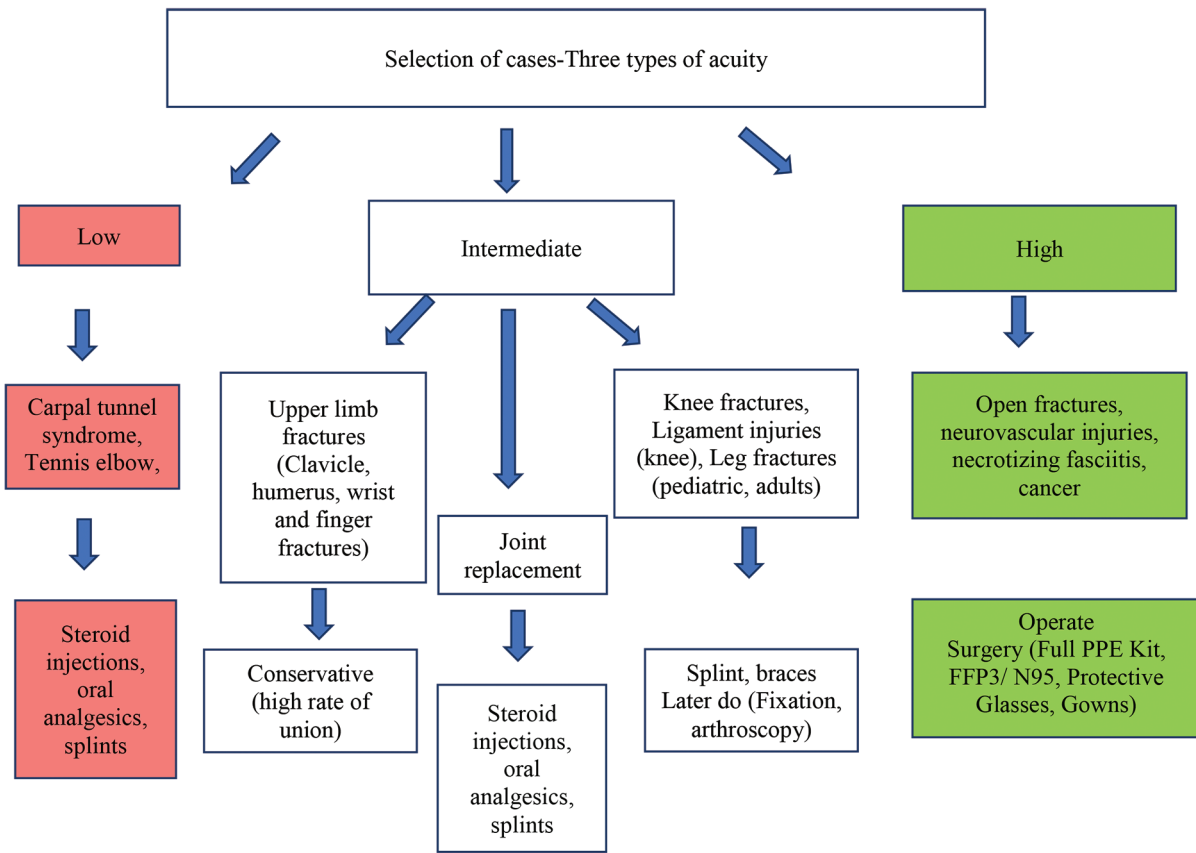 Selection of cases-Three types of acuity
Low
Intermediate
High
Carpal tunnel
syndrome,
Tennis elbow,
Upper limb
fractures
(Clavicle,
humerus, wrist
and finger
fractures)
Joint
replacement
Knee fractures,
Ligament injuries
(knee), Leg fractures
(pediatric, adults)
Open fractures,
neurovascular injuries,
necrotizing fasciitis,
cancer
Steroid
injections,
oral
analgesics,
splints
Conservative
(high rate of
union)
Steroid
injections,
oral
analgesics,
splints
Splint, braces
Later do (Fixation,
arthroscopy)
Operate
Surgery (Full PPE Kit,
FFP3/ N95, Protective
Glasses, Gowns)